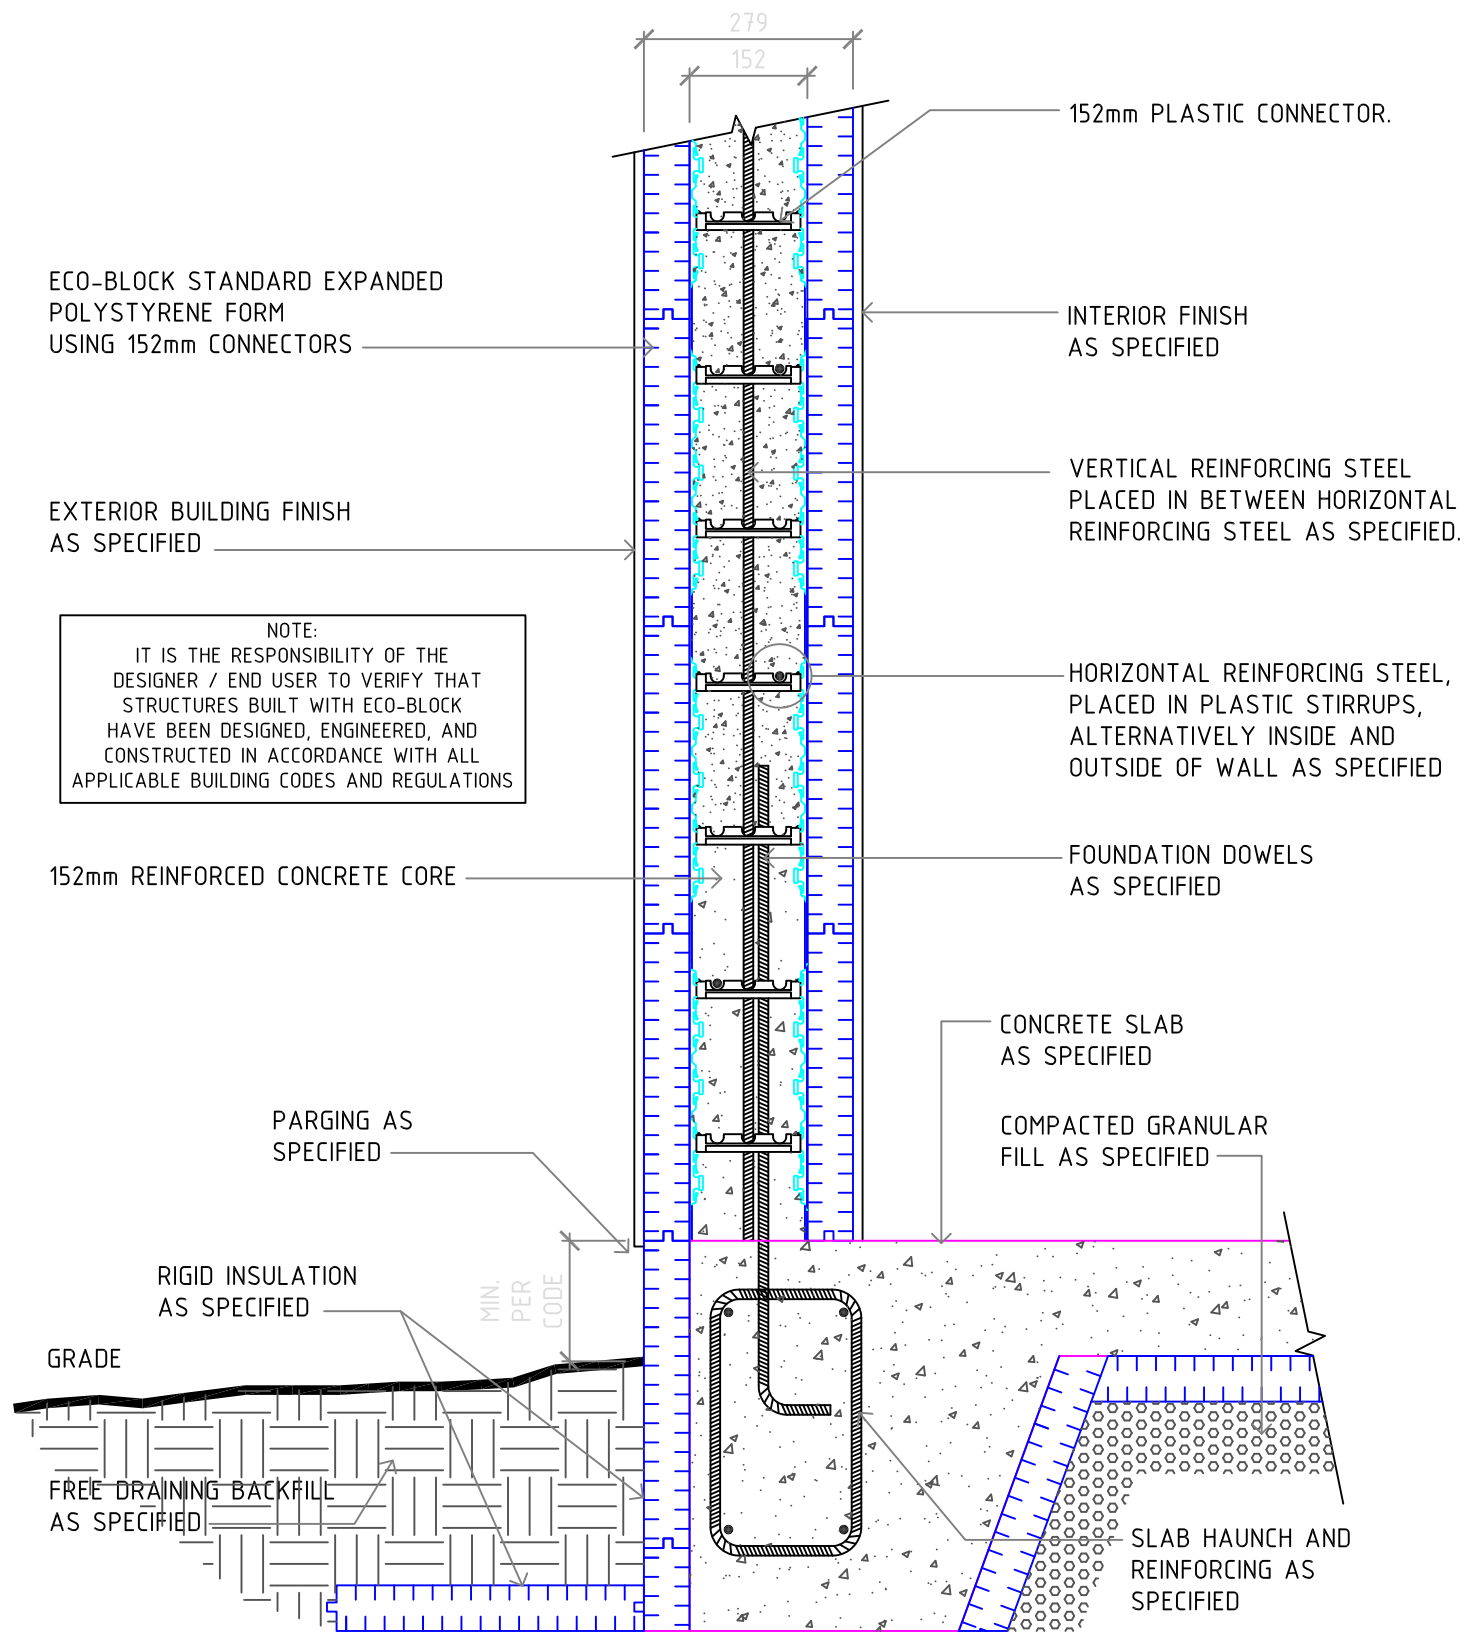 279
152
152mm PLASTIC CONNECTOR.
ECO-BLOCK STANDARD EXPANDED
POLYSTYRENE FORM
USING 152mm CONNECTORS
INTERIOR FINISH
AS SPECIFIED
VERTICAL REINFORCING STEEL
PLACED IN BETWEEN HORIZONTAL
REINFORCING STEEL AS SPECIFIED.
EXTERIOR BUILDING FINISH
AS SPECIFIED
NOTE:
IT IS THE RESPONSIBILITY OF THE
DESIGNER / END USER TO VERIFY THAT
STRUCTURES BUILT WITH ECO-BLOCK
HAVE BEEN DESIGNED, ENGINEERED, AND
CONSTRUCTED IN ACCORDANCE WITH ALL
APPLICABLE BUILDING CODES AND REGULATIONS
HORIZONTAL REINFORCING STEEL,
PLACED IN PLASTIC STIRRUPS,
ALTERNATIVELY INSIDE AND
OUTSIDE OF WALL AS SPECIFIED
152mm REINFORCED CONCRETE CORE
FOUNDATION DOWELS
AS SPECIFIED
CONCRETE SLAB
AS SPECIFIED
PARGING AS
SPECIFIED
COMPACTED GRANULAR
FILL AS SPECIFIED
RIGID INSULATION
AS SPECIFIED
MIN.
PER
CODE
GRADE
FREE DRAINING BACKFILL
AS SPECIFIED
SLAB HAUNCH AND
REINFORCING AS
SPECIFIED